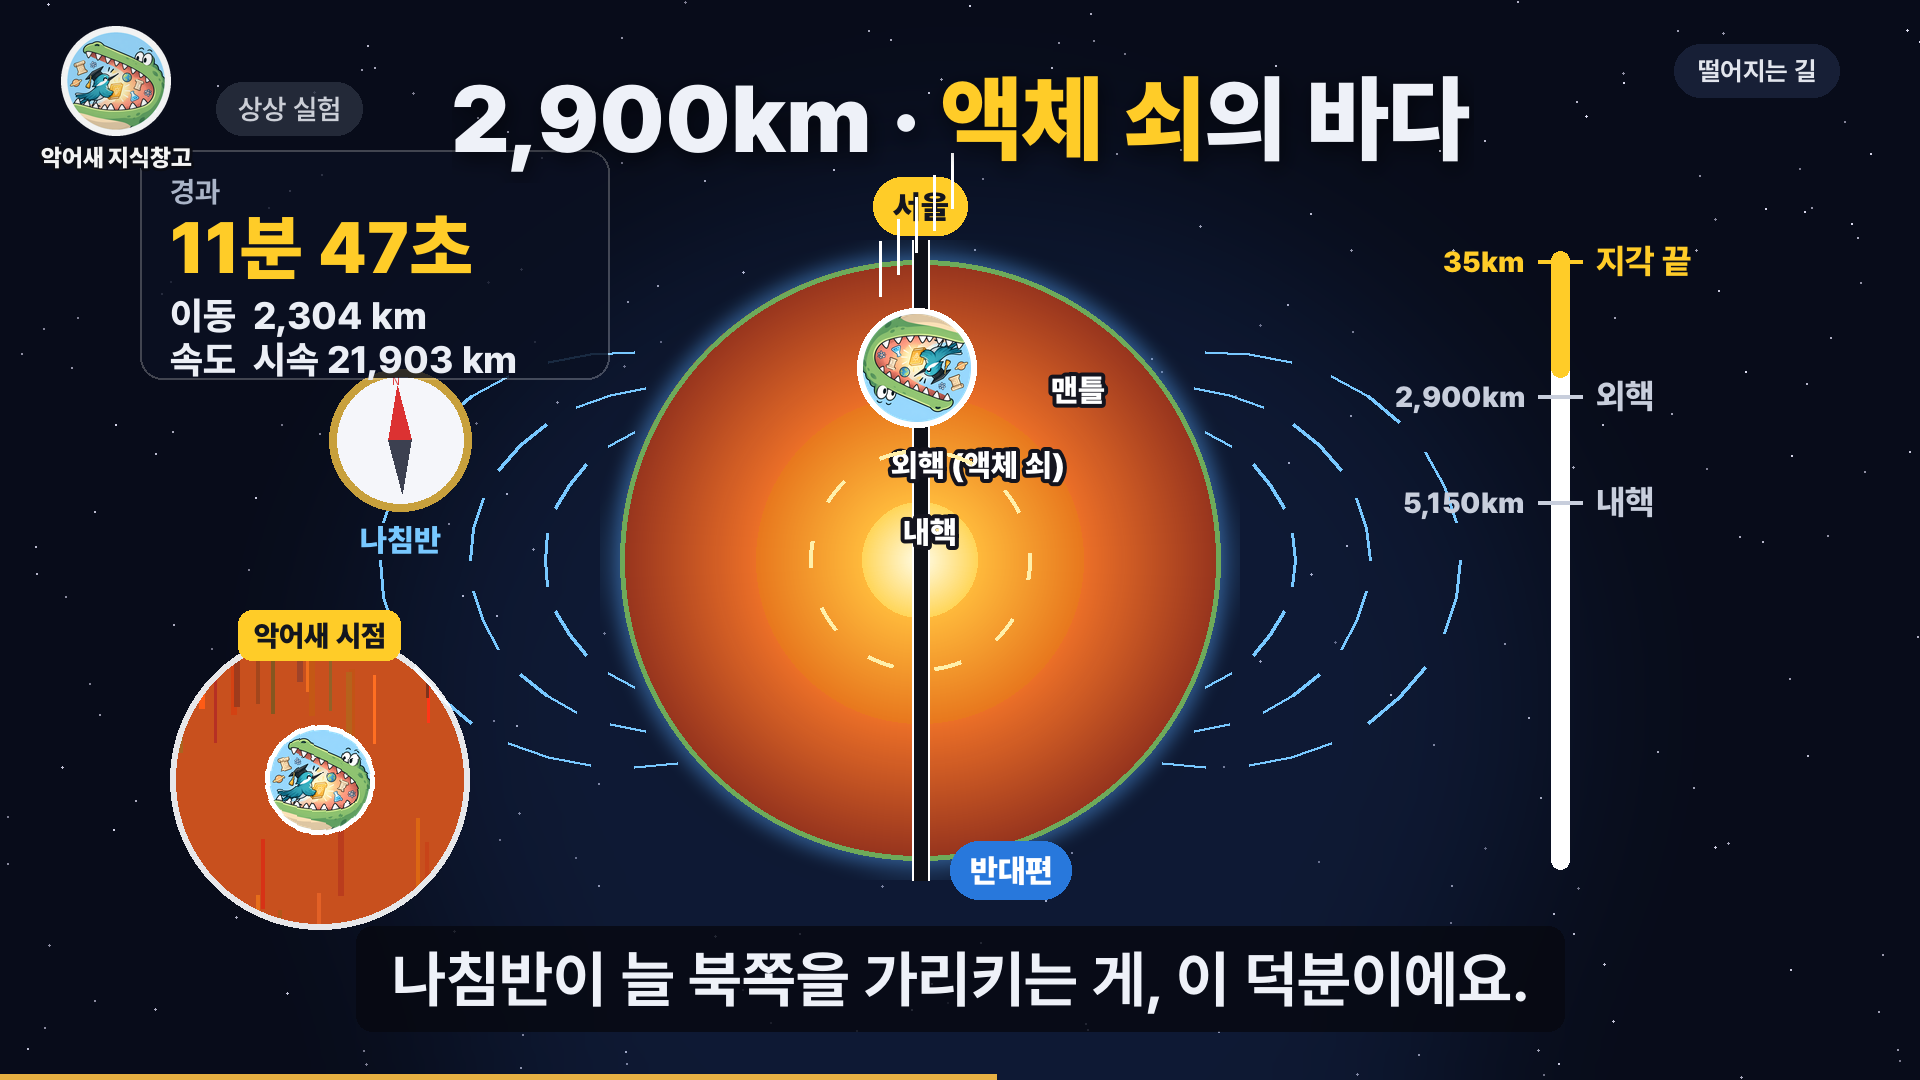 악어새 지식창고
상상 실험
2,900km · 액체 쇠의 바다
떨어지는 길
경과
11분 47초
이동 2,304 km
속도 시속 21,903 km
N
나침반
악어새 시점
서울
맨틀
외핵 (액체 쇠)
내핵
반대편
35km 지각 끝
2,900km 외핵
5,150km 내핵
나침반이 늘 북쪽을 가리키는 게, 이 덕분이에요.